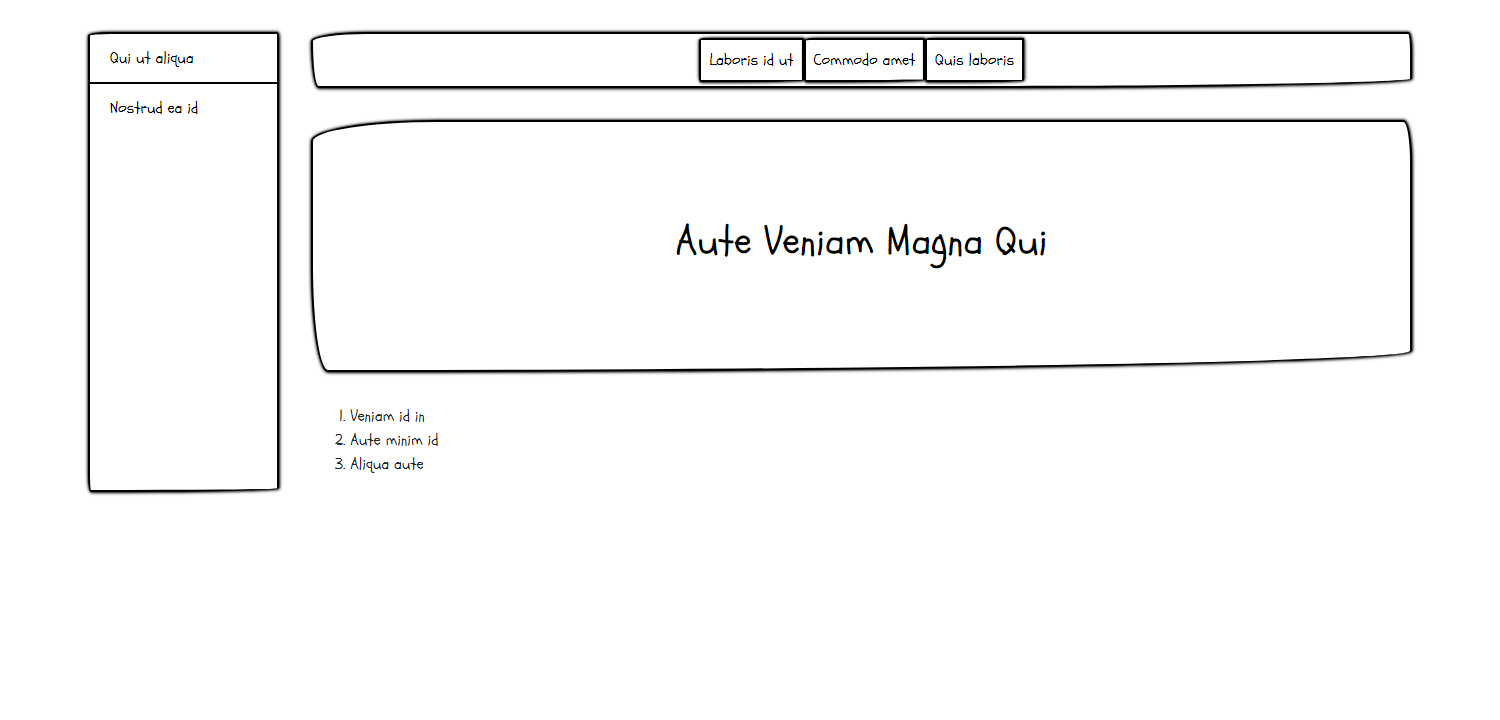 Qui ut aliqua
Nostrud ea id
Laboris id ut
Commodo amet
Quis laboris
Aute Veniam Magna Qui
1. Veniam id in
2. Aute minim id
3. Aliqua aute